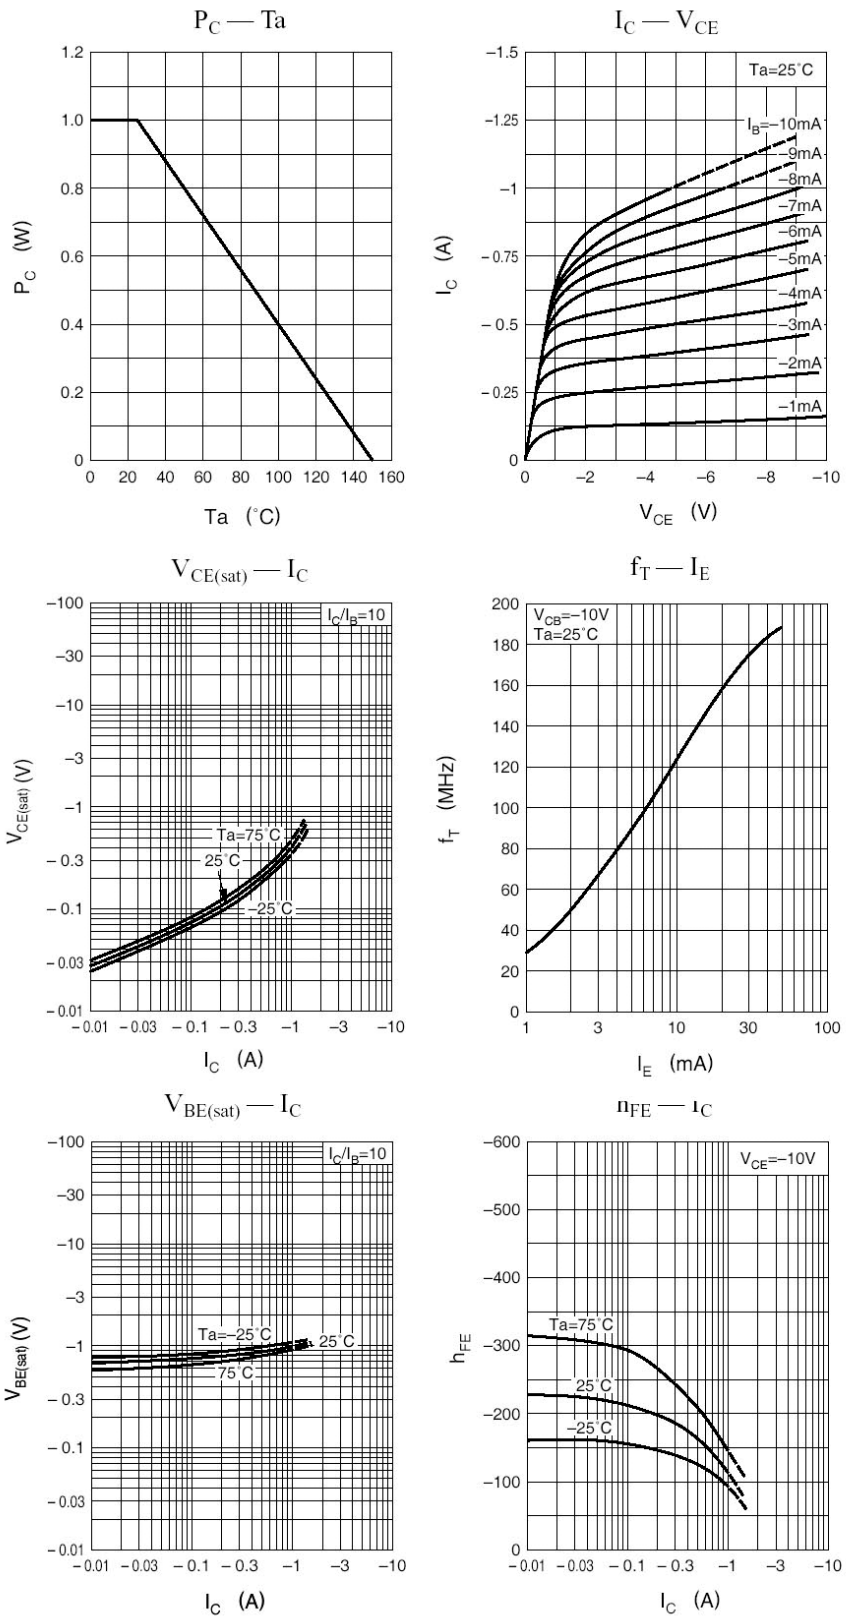 P_C — Ta
1.2
1.0
0.8
0.6
0.4
0.2
0
P_C (W)
0 20 40 60 80 100 120 140 160
Ta (°C)
I_C — V_CE
−1.5
−1.25
−1
−0.75
−0.5
−0.25
0
I_C (A)
Ta=25°C
I_B=−10mA
−9mA
−8mA
−7mA
−6mA
−5mA
−4mA
−3mA
−2mA
−1mA
0 −2 −4 −6 −8 −10
V_CE (V)
V_CE(sat) — I_C
−100
−30
−10
−3
−1
−0.3
−0.1
−0.03
−0.01
V_CE(sat) (V)
I_C/I_B=10
Ta=75°C
25°C
−25°C
−0.01 −0.03 −0.1 −0.3 −1 −3 −10
I_C (A)
f_T — I_E
200
180
160
140
120
100
80
60
40
20
0
f_T (MHz)
V_CB=−10V
Ta=25°C
1 3 10 30 100
I_E (mA)
V_BE(sat) — I_C
−100
−30
−10
−3
−1
−0.3
−0.1
−0.03
−0.01
V_BE(sat) (V)
I_C/I_B=10
Ta=−25°C
25°C
75°C
−0.01 −0.03 −0.1 −0.3 −1 −3 −10
I_C (A)
h_FE — I_C
−600
−500
−400
−300
−200
−100
0
h_FE
V_CE=−10V
Ta=75°C
25°C
−25°C
−0.01 −0.03 −0.1 −0.3 −1 −3 −10
I_C (A)